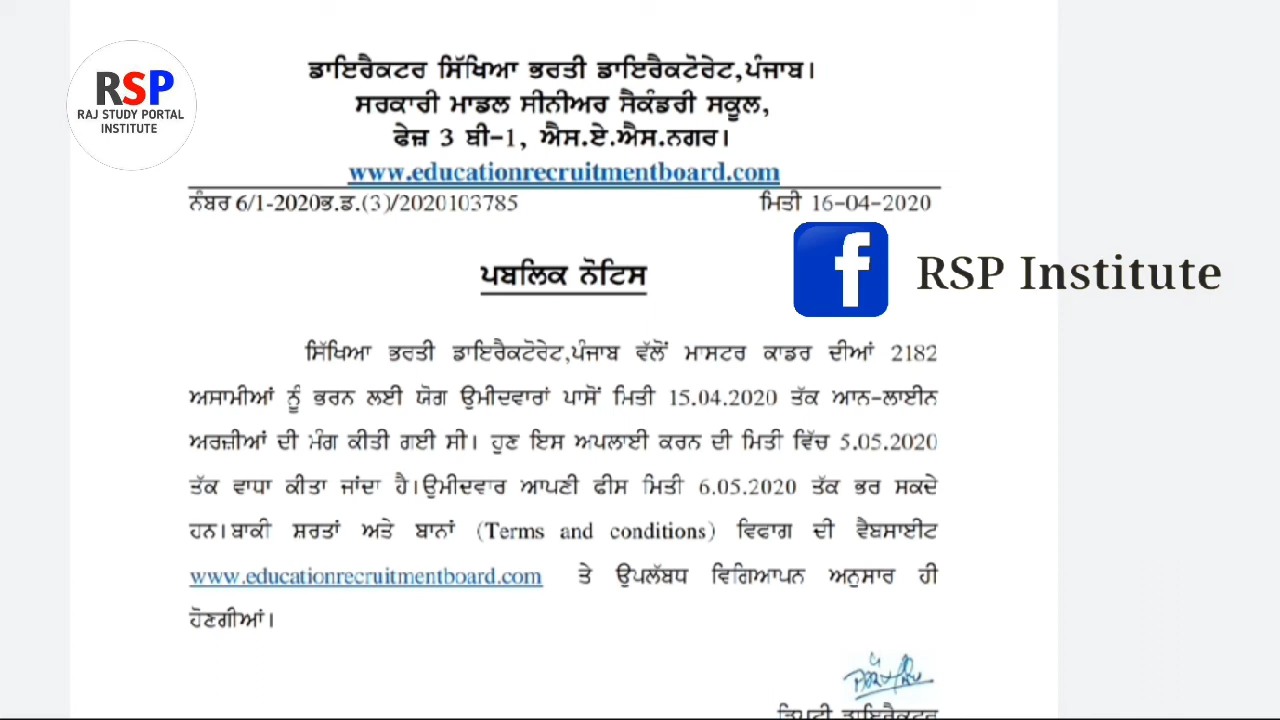 RSP
RAJ STUDY PORTAL
INSTITUTE
ਡਾਇਰੈਕਟਰ ਸਿੱਖਿਆ ਭਰਤੀ ਡਾਇਰੈਕਟੋਰੇਟ,ਪੰਜਾਬ।
ਸਰਕਾਰੀ ਮਾਡਲ ਸੀਨੀਅਰ ਸੈਕੰਡਰੀ ਸਕੂਲ,
ਫੇਜ਼ 3 ਬੀ-1, ਐਸ.ਏ.ਐਸ.ਨਗਰ।
www.educationrecruitmentboard.com
ਨੰਬਰ 6/1-2020ਭ.ਡ.(3)/2020103785 ਮਿਤੀ 16-04-2020
RSP Institute
ਪਬਲਿਕ ਨੋਟਿਸ
ਸਿੱਖਿਆ ਭਰਤੀ ਡਾਇਰੈਕਟੋਰੇਟ,ਪੰਜਾਬ ਵੱਲੋਂ ਮਾਸਟਰ ਕਾਡਰ ਦੀਆਂ 2182
ਅਸਾਮੀਆਂ ਨੂੰ ਭਰਨ ਲਈ ਯੋਗ ਉਮੀਦਵਾਰਾਂ ਪਾਸੋਂ ਮਿਤੀ 15.04.2020 ਤੱਕ ਆਨ-ਲਾਈਨ
ਅਰਜ਼ੀਆਂ ਦੀ ਮੰਗ ਕੀਤੀ ਗਈ ਸੀ। ਹੁਣ ਇਸ ਅਪਲਾਈ ਕਰਨ ਦੀ ਮਿਤੀ ਵਿੱਚ 5.05.2020
ਤੱਕ ਵਾਧਾ ਕੀਤਾ ਜਾਂਦਾ ਹੈ।ਉਮੀਦਵਾਰ ਆਪਣੀ ਫੀਸ ਮਿਤੀ 6.05.2020 ਤੱਕ ਭਰ ਸਕਦੇ
ਹਨ।ਬਾਕੀ ਸ਼ਰਤਾਂ ਅਤੇ ਬਾਨਾਂ (Terms and conditions) ਵਿਭਾਗ ਦੀ ਵੈਬਸਾਈਟ
www.educationrecruitmentboard.com ਤੇ ਉਪਲੱਬਧ ਵਿਗਿਆਪਨ ਅਨੁਸਾਰ ਹੀ
ਹੋਣਗੀਆਂ।
ਡਿਪਟੀ ਡਾਇਰੈਕਟਰ